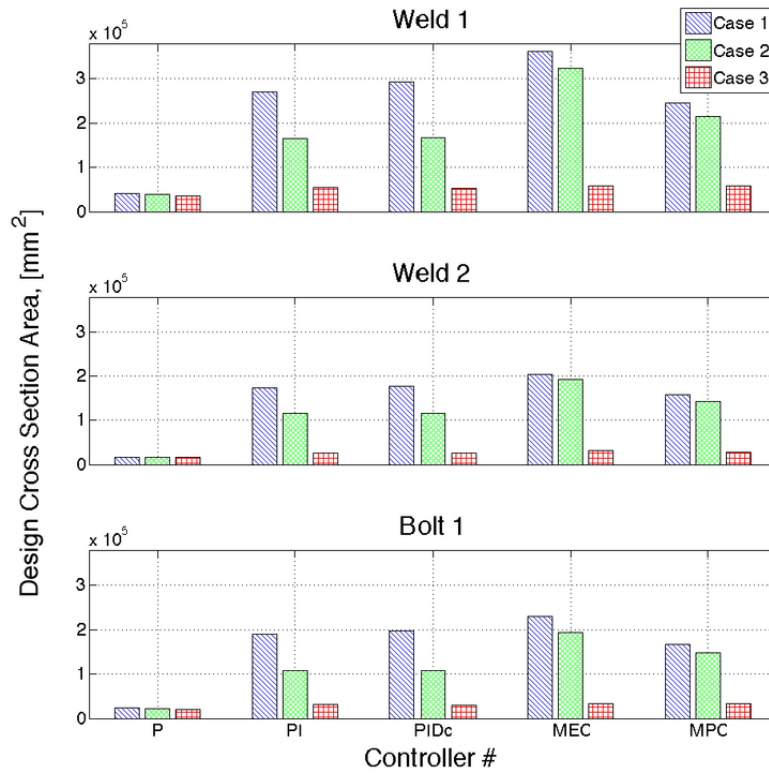 Weld 1
x 10^5
Case 1
Case 2
Case 3
3
2
1
0
Weld 2
x 10^5
3
2
1
0
Design Cross Section Area, [mm^2]
Bolt 1
x 10^5
3
2
1
0
P PI PIDc MEC MPC
Controller #